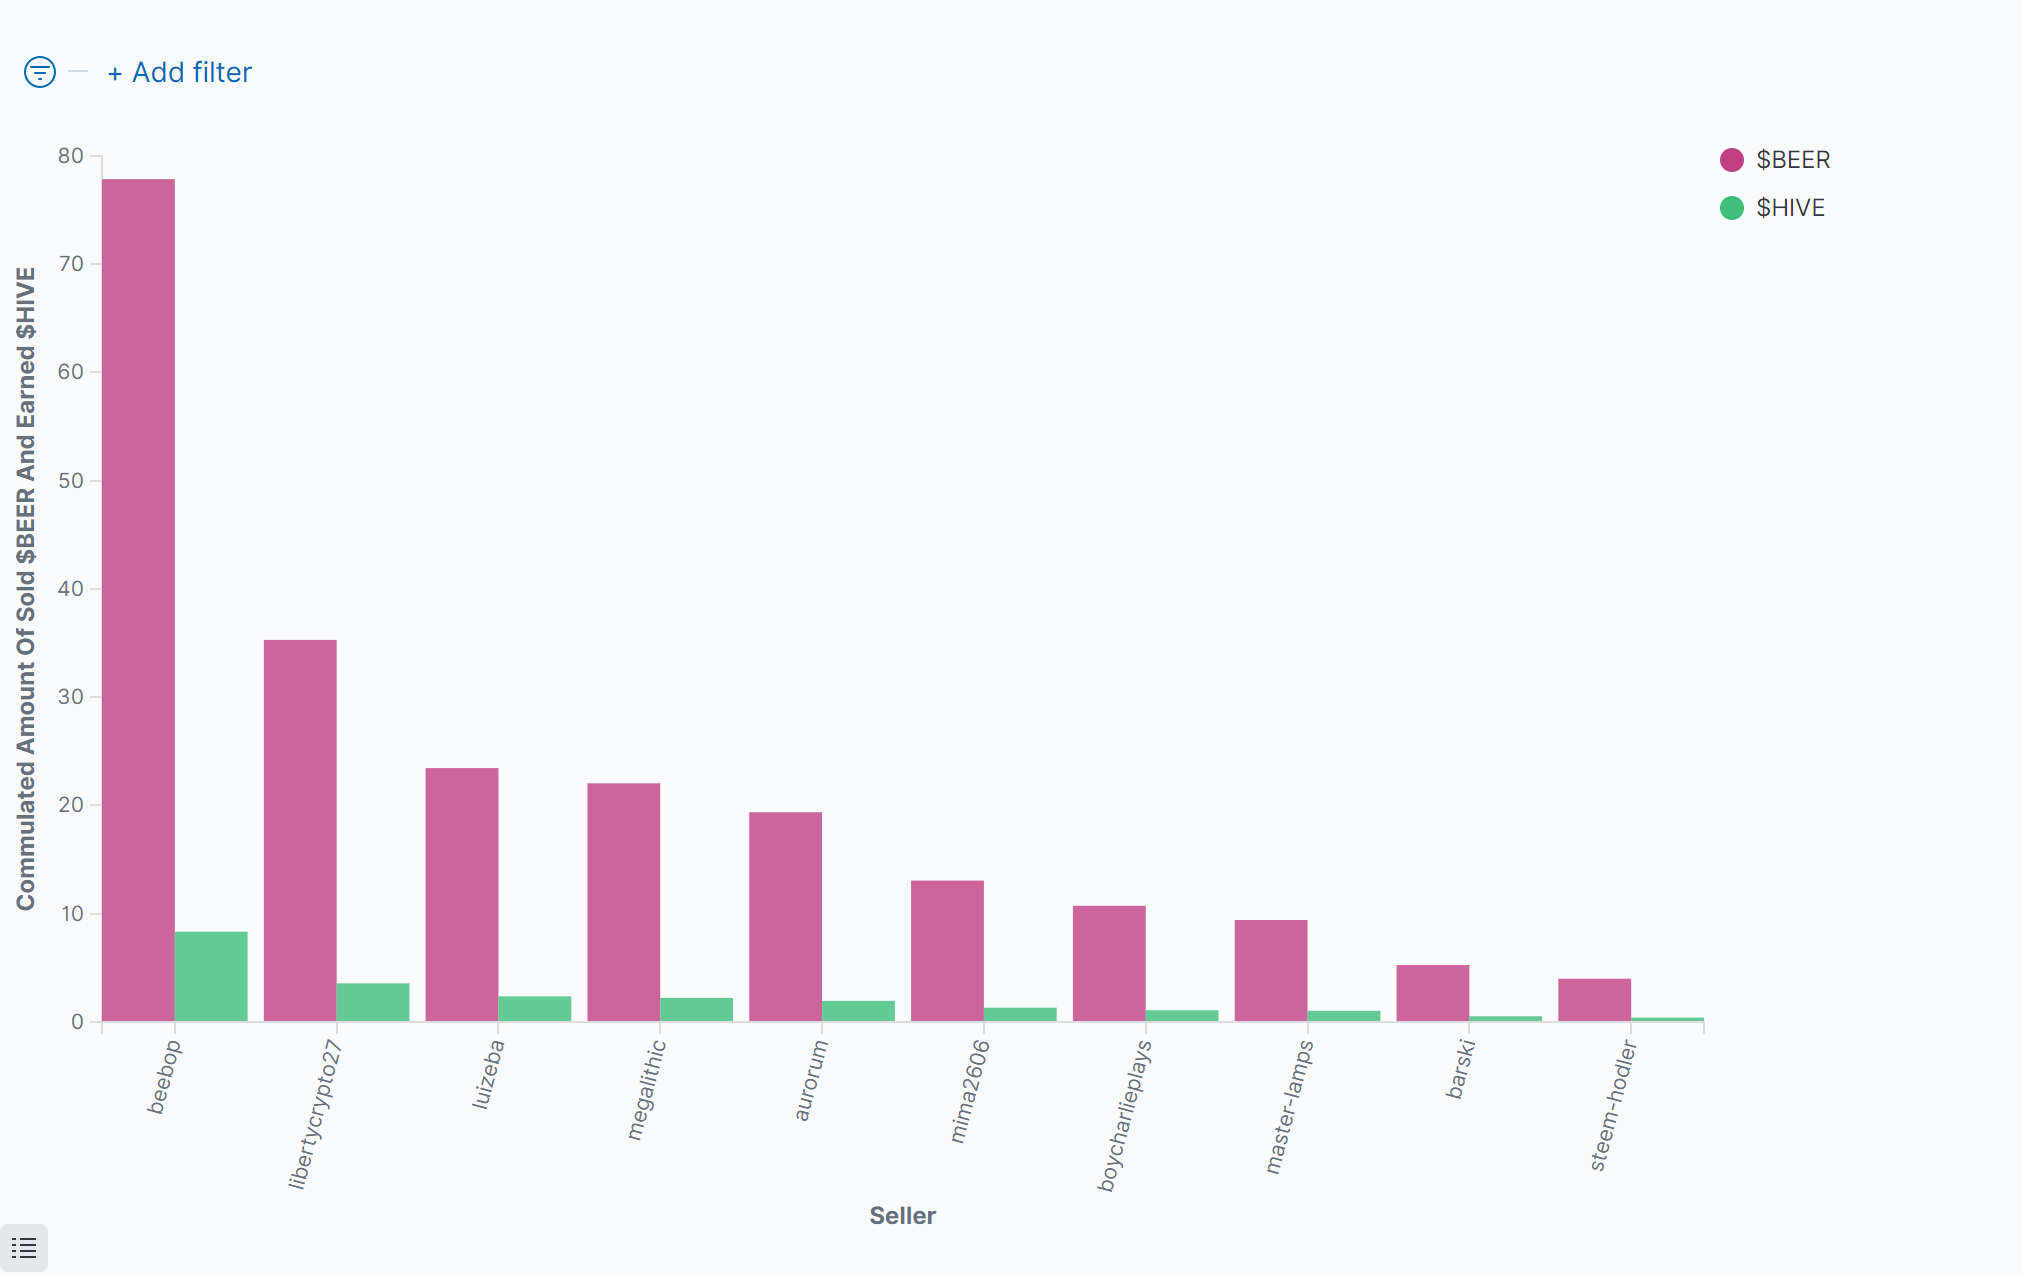 + Add filter
$BEER
$HIVE
Commulated Amount Of Sold $BEER And Earned $HIVE
80
70
60
50
40
30
20
10
0
beebop
libertycrypto27
luizeba
megalithic
aurorum
mima2606
boycharlieplays
master-lamps
barski
steem-hodler
Seller